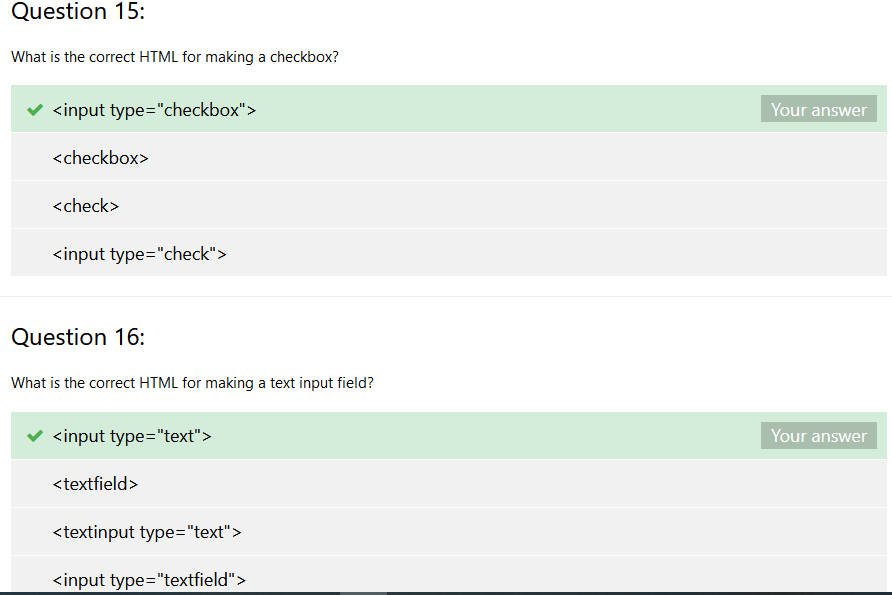 Question 15:
What is the correct HTML for making a checkbox?
<input type="checkbox"> Your answer
<checkbox>
<check>
<input type="check">
Question 16:
What is the correct HTML for making a text input field?
<input type="text"> Your answer
<textfield>
<textinput type="text">
<input type="textfield">